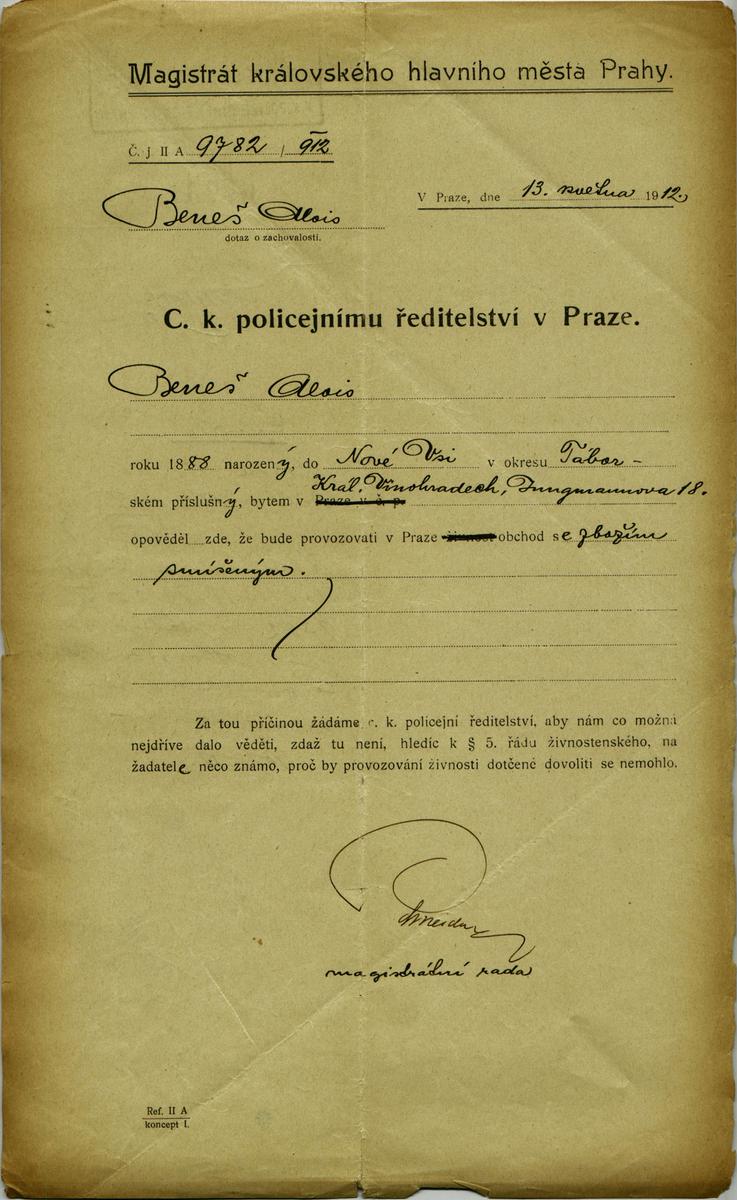 Magistrát královského hlavního města Prahy.
Č. j II A 9782 / 912
V Praze, dne 13. května 1912.
Beneš Alois
dotaz o zachovalosti.
C. k. policejnímu ředitelství v Praze.
Beneš Alois
roku 1888 narozený, do Nové Vsi v okresu Tábor-
Král. Vinohradech, Jungmannova 18.
ském příslušný, bytem v Praze v č. p.
opověděl zde, že bude provozovati v Praze živnost obchod se zbožím
smíšeným.
Za tou příčinou žádáme c. k. policejní ředitelství, aby nám co možná
nejdříve dalo věděti, zdaž tu není, hledíc k § 5. řádu živnostenského, na
žadatele něco známo, proč by provozování živnosti dotčené dovoliti se nemohlo.
magistrátní rada
Ref. II A
koncept I.